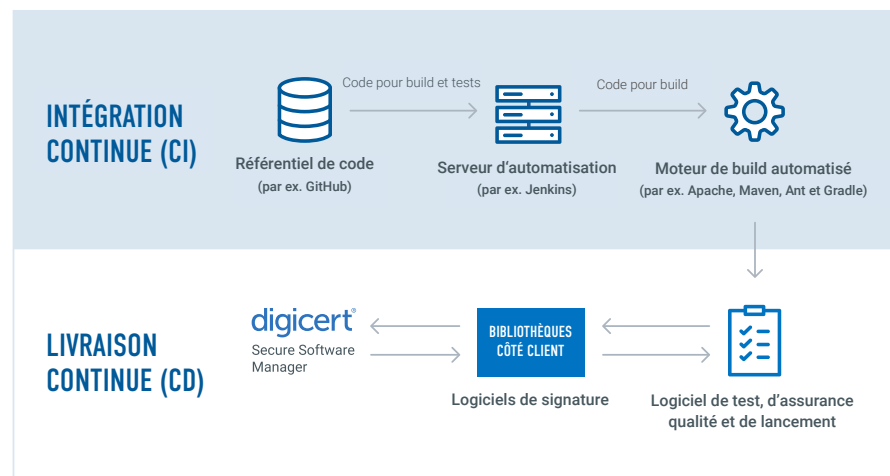 INTÉGRATION
CONTINUE (CI)
Code pour build et tests
Code pour build
Référentiel de code
(par ex. GitHub)
Serveur d'automatisation
(par ex. Jenkins)
Moteur de build automatisé
(par ex. Apache, Maven, Ant et Gradle)
LIVRAISON
CONTINUE (CD)
digicert®
Secure Software
Manager
BIBLIOTHÈQUES
CÔTÉ CLIENT
Logiciels de signature
Logiciel de test, d'assurance
qualité et de lancement